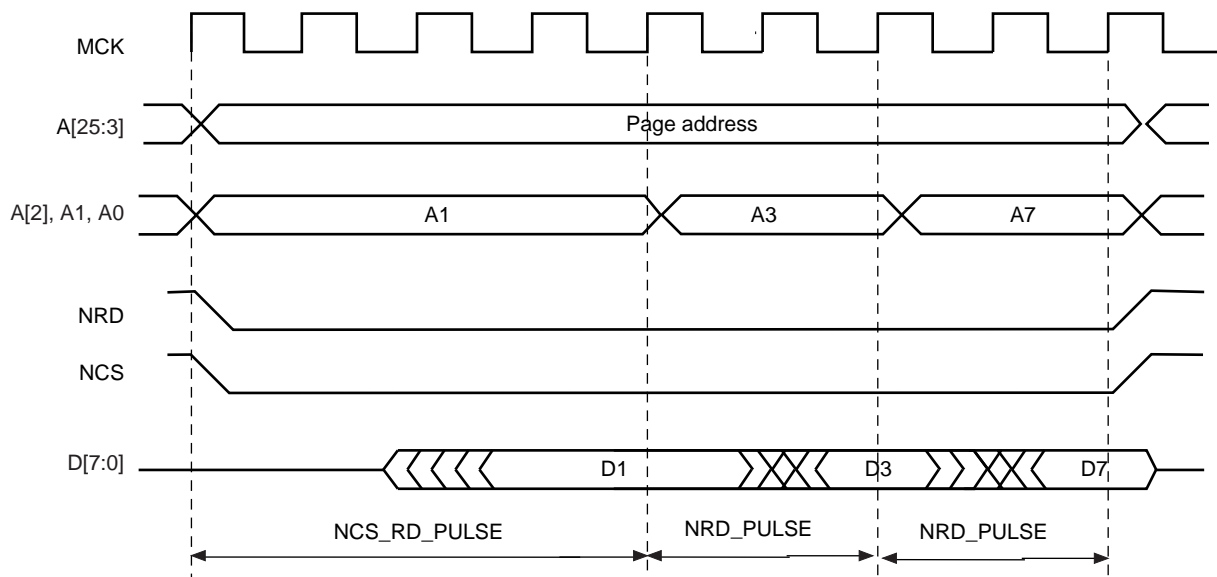 MCK
A[25:3]
Page address
A[2], A1, A0
A1
A3
A7
NRD
NCS
D[7:0]
D1
D3
D7
NCS_RD_PULSE
NRD_PULSE
NRD_PULSE